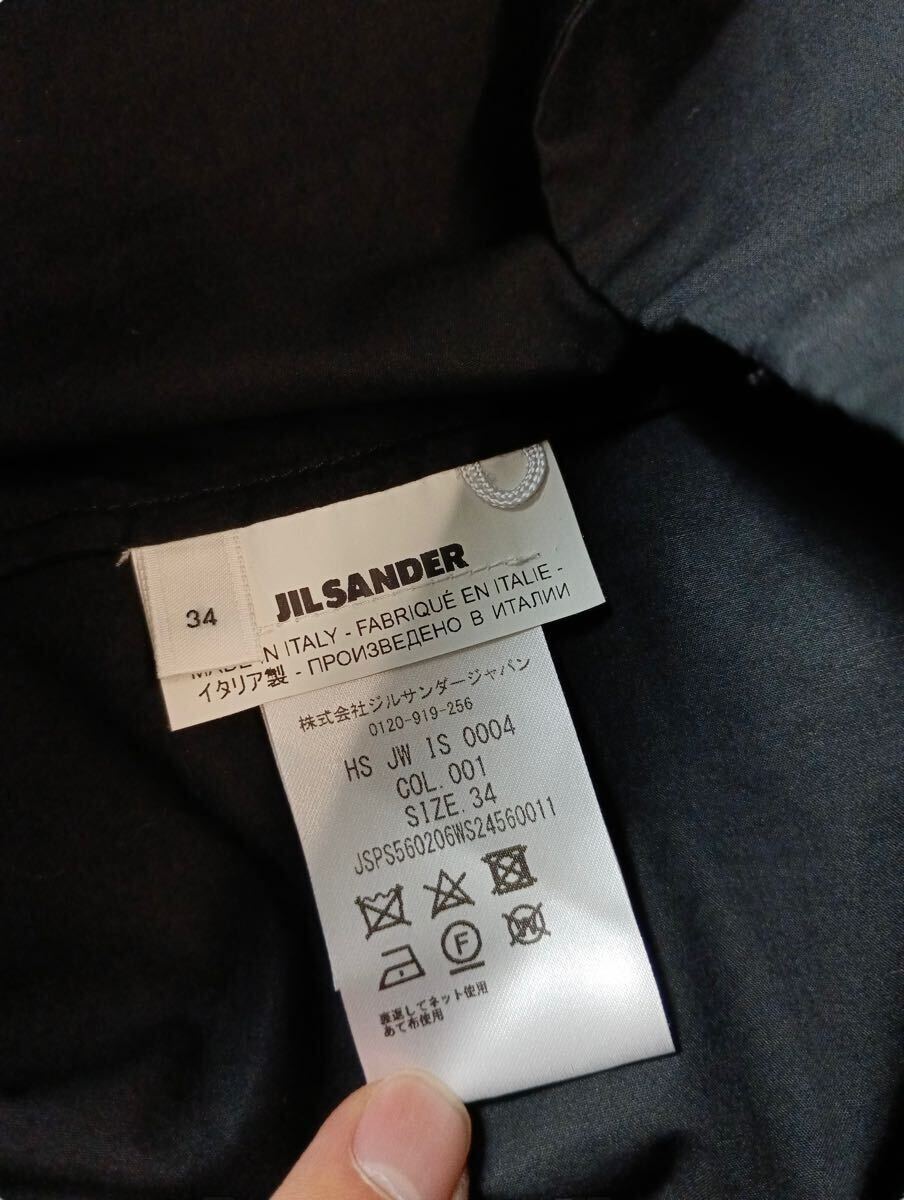 34
JIL SANDER
MADE IN ITALY - FABRIQUÉ EN ITALIE -
イタリア製 - ПРОИЗВЕДЕНО В ИТАЛИИ
株式会社ジルサンダージャパン
0120-919-256
HS JW IS 0004
COL.001
SIZE.34
JSPS560206WS24560011
F
W
裏返してネット使用
あて布使用